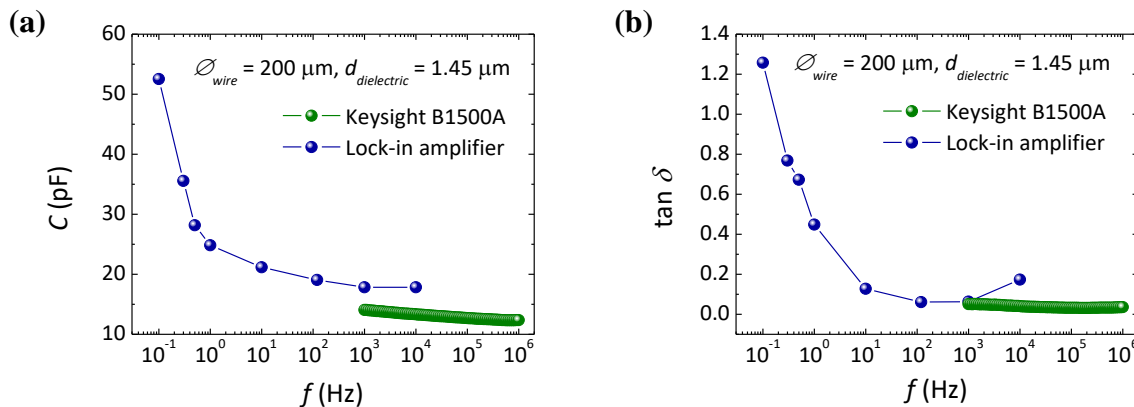 (a)
60
50
40
30
20
10
C (pF)
∅wire = 200 µm, ddielectric = 1.45 µm
Keysight B1500A
Lock-in amplifier
10-1 100 101 102 103 104 105 106
f (Hz)
(b)
1.4
1.2
1.0
0.8
0.6
0.4
0.2
0.0
tan δ
∅wire = 200 µm, ddielectric = 1.45 µm
Keysight B1500A
Lock-in amplifier
10-1 100 101 102 103 104 105 106
f (Hz)